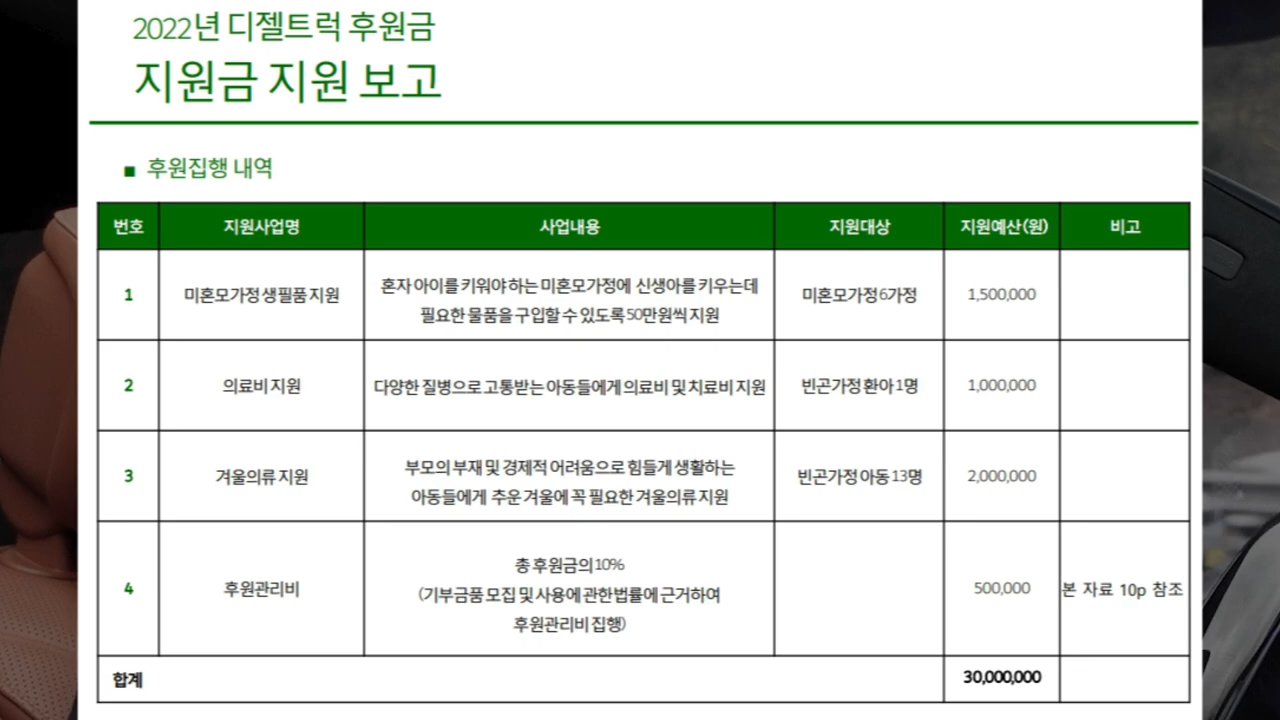 2022년 디젤트럭 후원금
지원금 지원 보고
■ 후원집행 내역
번호 지원사업명 사업내용 지원대상 지원예산(원) 비고
1 미혼모가정생필품지원 혼자 아이를 키워야 하는 미혼모가정에 신생아를 키우는데 필요한 물품을 구입할 수 있도록 50만원씩 지원 미혼모가정 6가정 1,500,000
2 의료비 지원 다양한 질병으로 고통받는 아동들에게 의료비 및 치료비 지원 빈곤가정 환아 1명 1,000,000
3 겨울의류 지원 부모의 부재 및 경제적 어려움으로 힘들게 생활하는 아동들에게 추운 겨울에 꼭 필요한 겨울의류 지원 빈곤가정 아동 13명 2,000,000
4 후원관리비 총 후원금의 10% (기부금품 모집 및 사용에 관한 법률에 근거하여 후원관리비 집행) 500,000 본 자료 10p 참조
합계 30,000,000